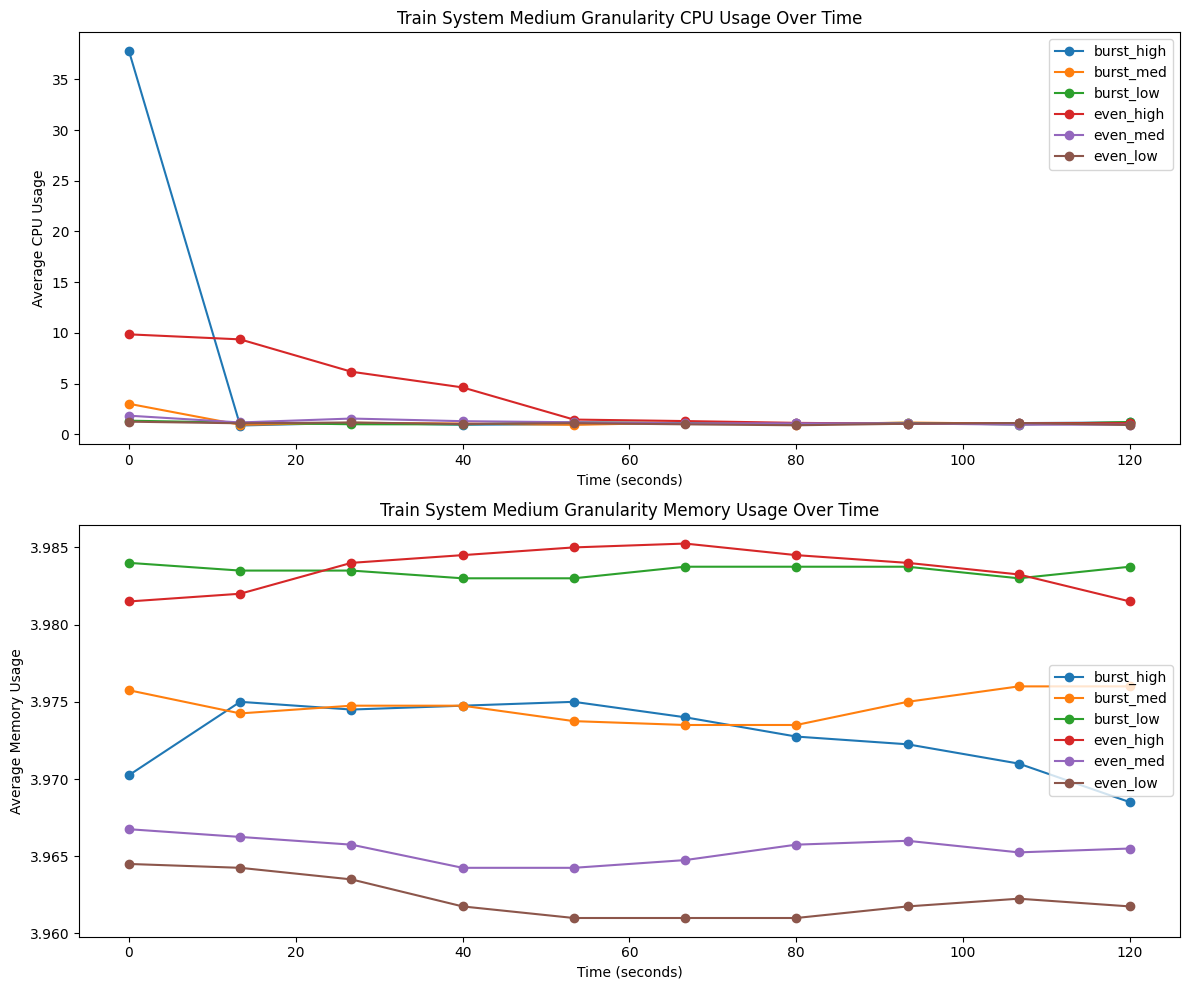 Train System Medium Granularity CPU Usage Over Time
Average CPU Usage
35
30
25
20
15
10
5
0
burst_high
burst_med
burst_low
even_high
even_med
even_low
0 20 40 60 80 100 120
Time (seconds)
Train System Medium Granularity Memory Usage Over Time
Average Memory Usage
3.985
3.980
3.975
3.970
3.965
3.960
burst_high
burst_med
burst_low
even_high
even_med
even_low
0 20 40 60 80 100 120
Time (seconds)